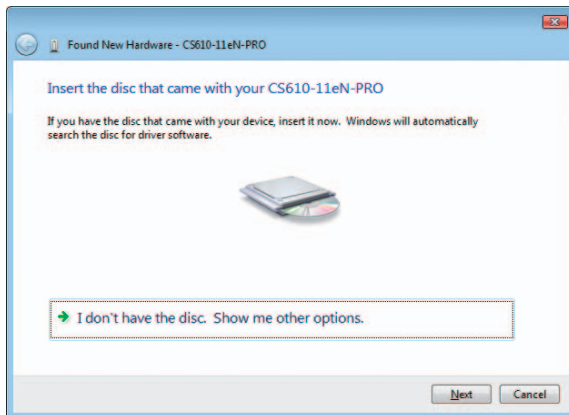 Found New Hardware - CS610-11eN-PRO
Insert the disc that came with your CS610-11eN-PRO
If you have the disc that came with your device, insert it now. Windows will automatically
search the disc for driver software.
I don't have the disc. Show me other options.
Next Cancel